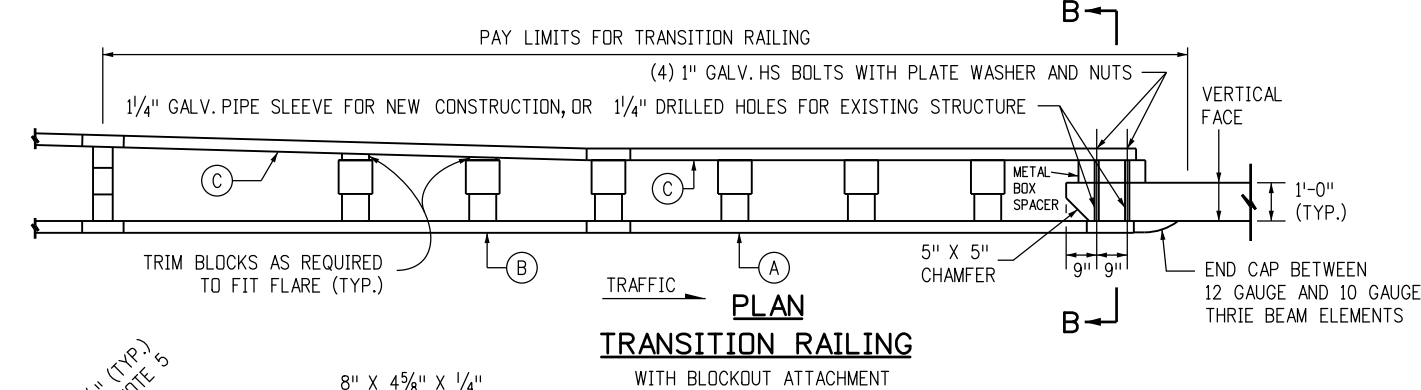 B
PAY LIMITS FOR TRANSITION RAILING
(4) 1" GALV. HS BOLTS WITH PLATE WASHER AND NUTS
1¼" GALV. PIPE SLEEVE FOR NEW CONSTRUCTION, OR 1¼" DRILLED HOLES FOR EXISTING STRUCTURE
VERTICAL
FACE
C
C
METAL
BOX
SPACER
1'-0"
(TYP.)
TRIM BLOCKS AS REQUIRED
TO FIT FLARE (TYP.)
B
A
5" X 5"
CHAMFER
9" 9"
END CAP BETWEEN
12 GAUGE AND 10 GAUGE
THRIE BEAM ELEMENTS
TRAFFIC
PLAN
B
TRANSITION RAILING
WITH BLOCKOUT ATTACHMENT
" (TYP.)
OTE 5
8" X 4⅝" X ¼"